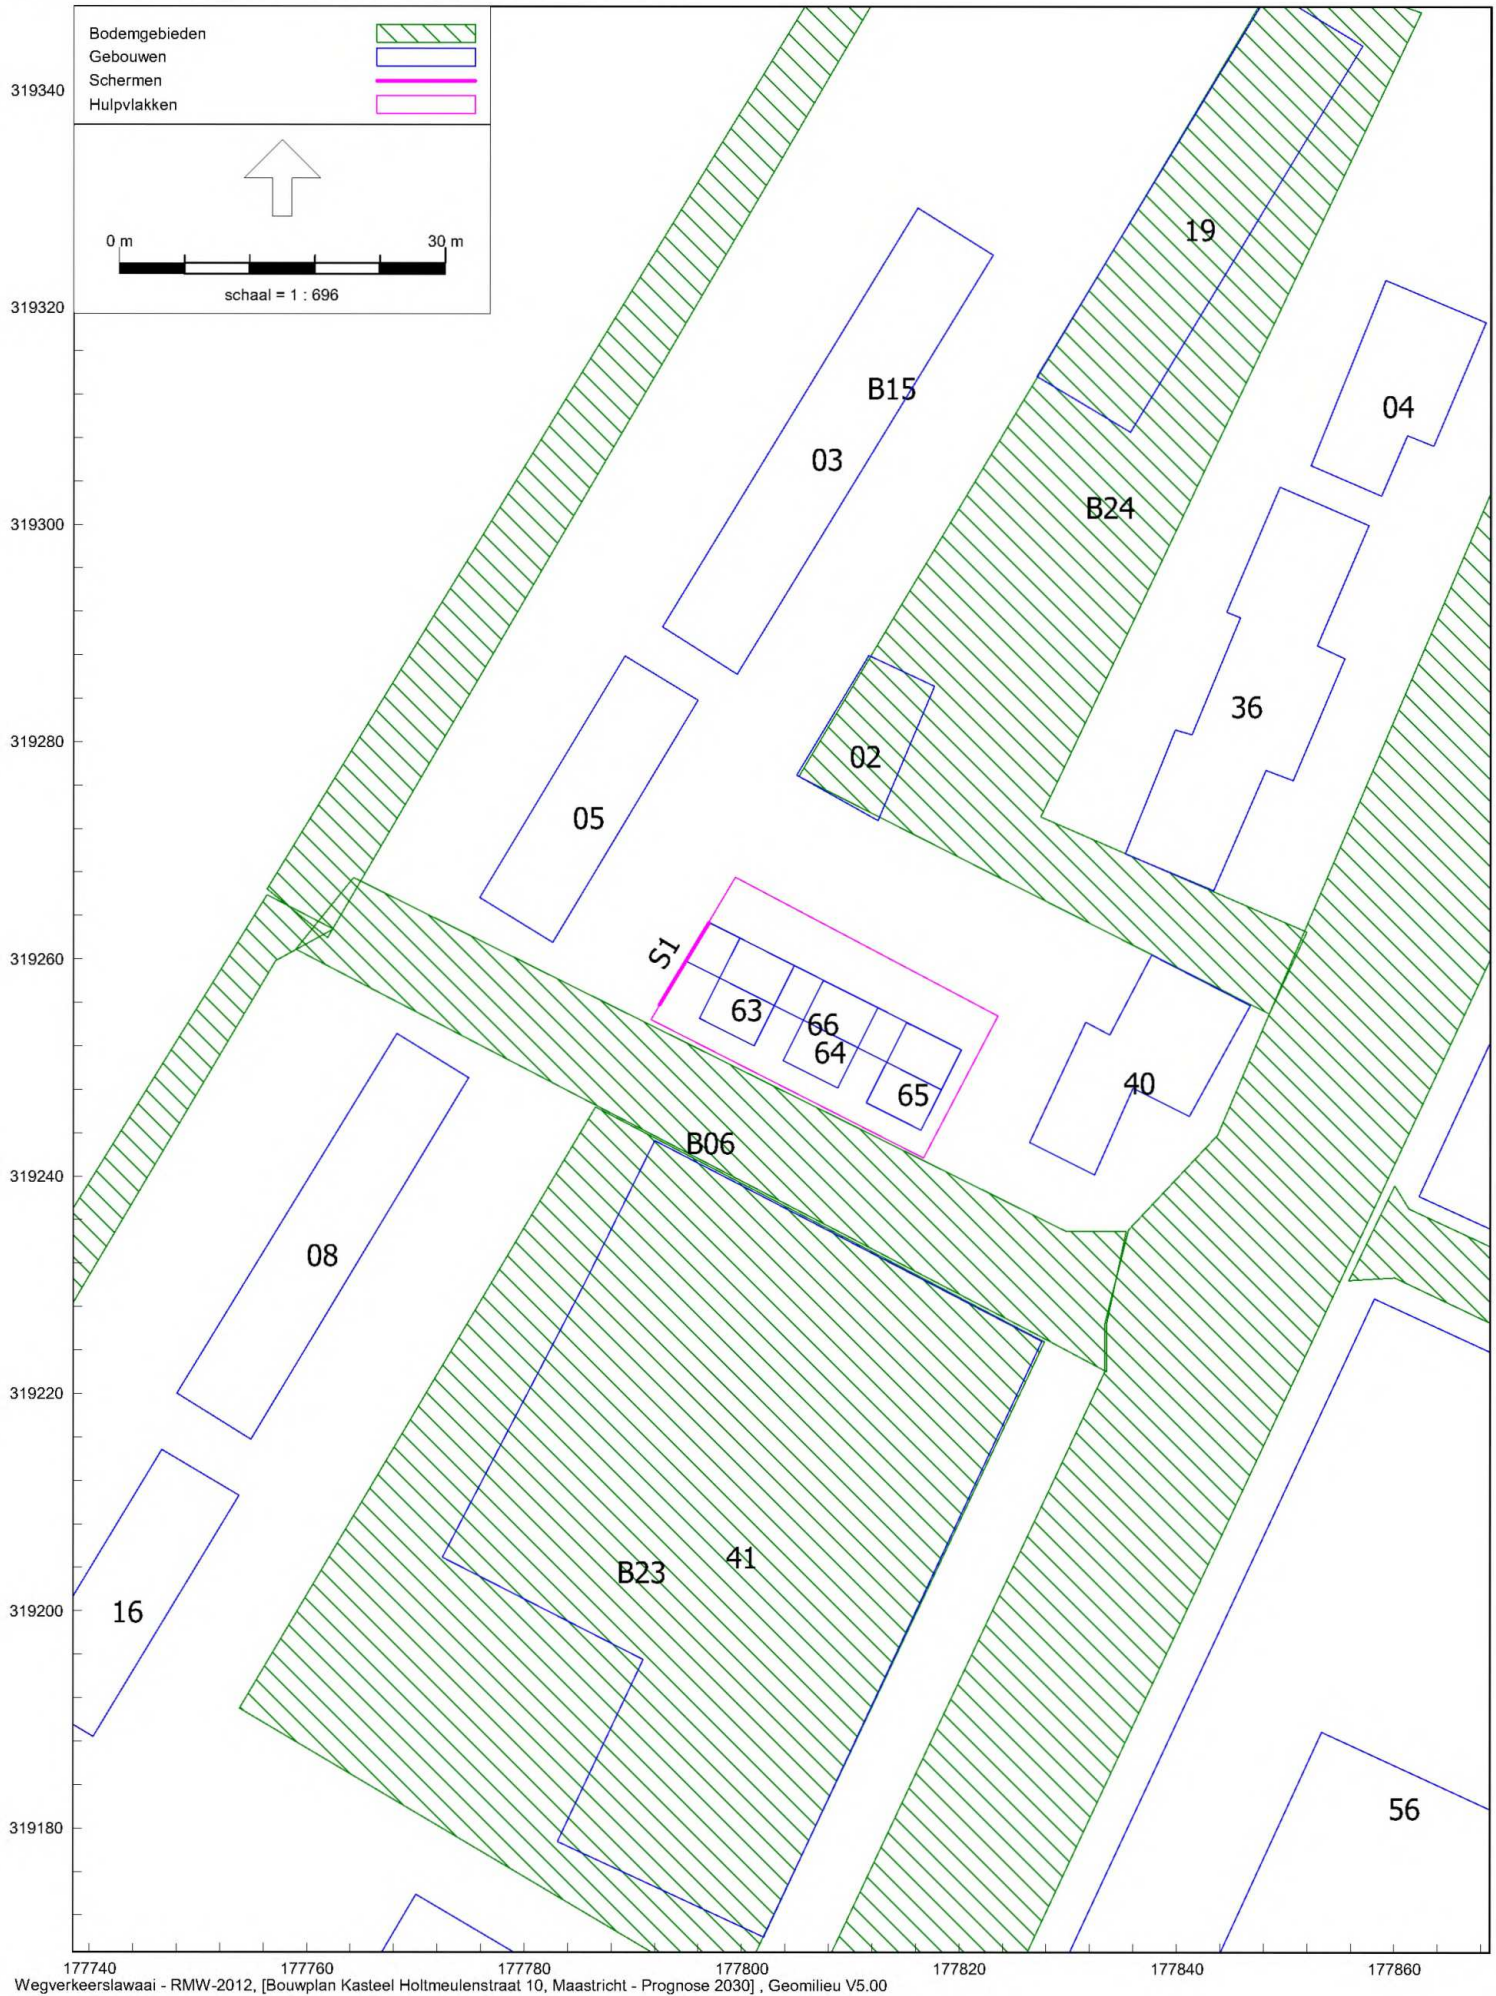 Bodemgebieden
Gebouwen
Schermen
Hulpvlakken
0 m 30 m
schaal = 1 : 696
319340
319320
319300
319280
319260
319240
319220
319200
319180
19
B15
04
03
B24
36
02
05
S1
63
66
64
65
40
B06
08
41
B23
16
56
177740 177760 177780 177800 177820 177840 177860
Wegverkeerslawaai - RMW-2012, [Bouwplan Kasteel Holtmeulenstraat 10, Maastricht - Prognose 2030] , Geomilieu V5.00